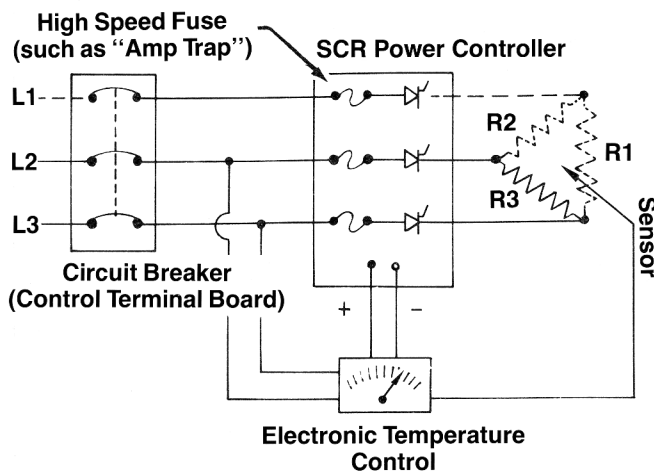 High Speed Fuse
(such as “Amp Trap”)
SCR Power Controller
L1
L2
L3
R2
R1
R3
Sensor
Circuit Breaker
(Control Terminal Board)
+ −
Electronic Temperature
Control